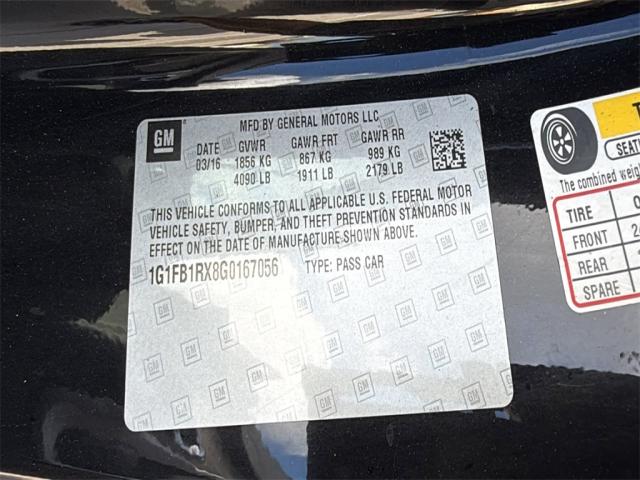 GM
MFD BY GENERAL MOTORS LLC
DATE GVWR GAWR FRT GAWR RR
03/16 1856 KG 867 KG 989 KG
4090 LB 1911 LB 2179 LB
THIS VEHICLE CONFORMS TO ALL APPLICABLE U.S. FEDERAL MOTOR
VEHICLE SAFETY, BUMPER, AND THEFT PREVENTION STANDARDS IN
EFFECT ON THE DATE OF MANUFACTURE SHOWN ABOVE.
1G1FB1RX8G0167056 TYPE: PASS CAR
The combined
TIRE
FRONT
REAR
SPARE